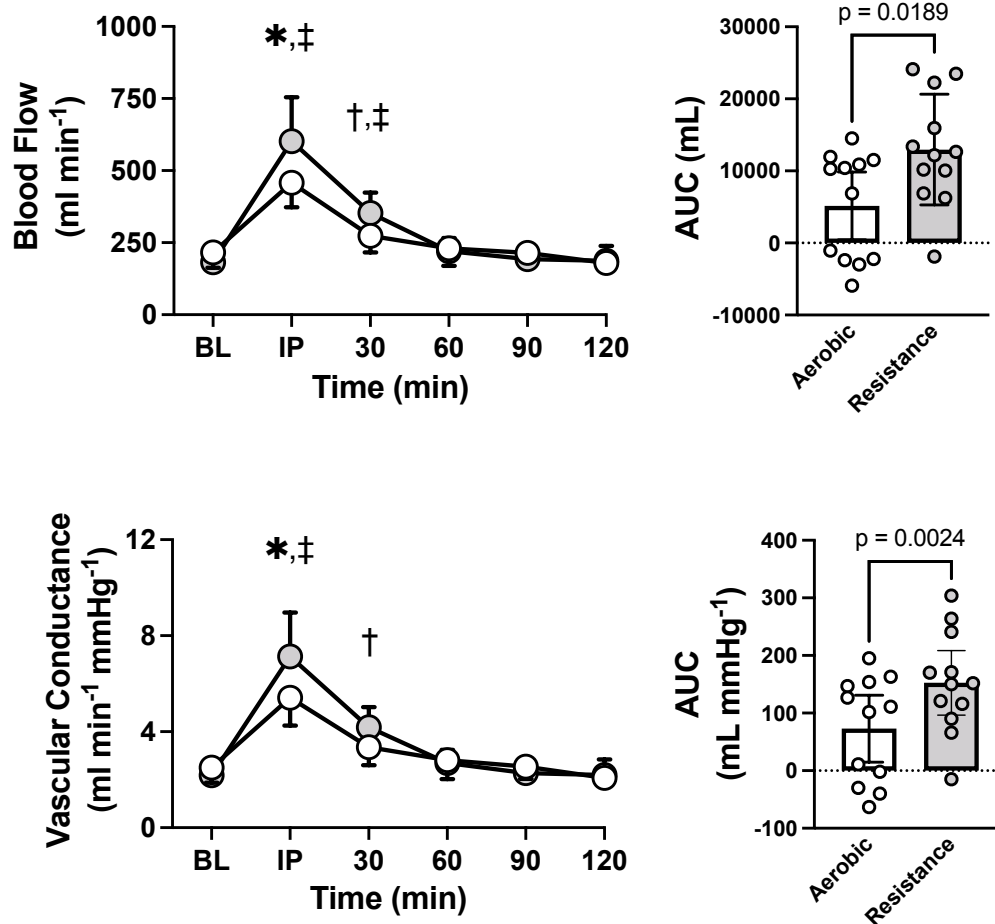 Blood Flow
(ml min⁻¹)
1000
750
500
250
0
✱,‡
†,‡
BL IP 30 60 90 120
Time (min)
AUC (mL)
30000
20000
10000
0
-10000
p = 0.0189
Aerobic
Resistance
Vascular Conductance
(ml min⁻¹ mmHg⁻¹)
12
8
4
0
✱,‡
†
BL IP 30 60 90 120
Time (min)
AUC
(mL mmHg⁻¹)
400
300
200
100
0
-100
p = 0.0024
Aerobic
Resistance